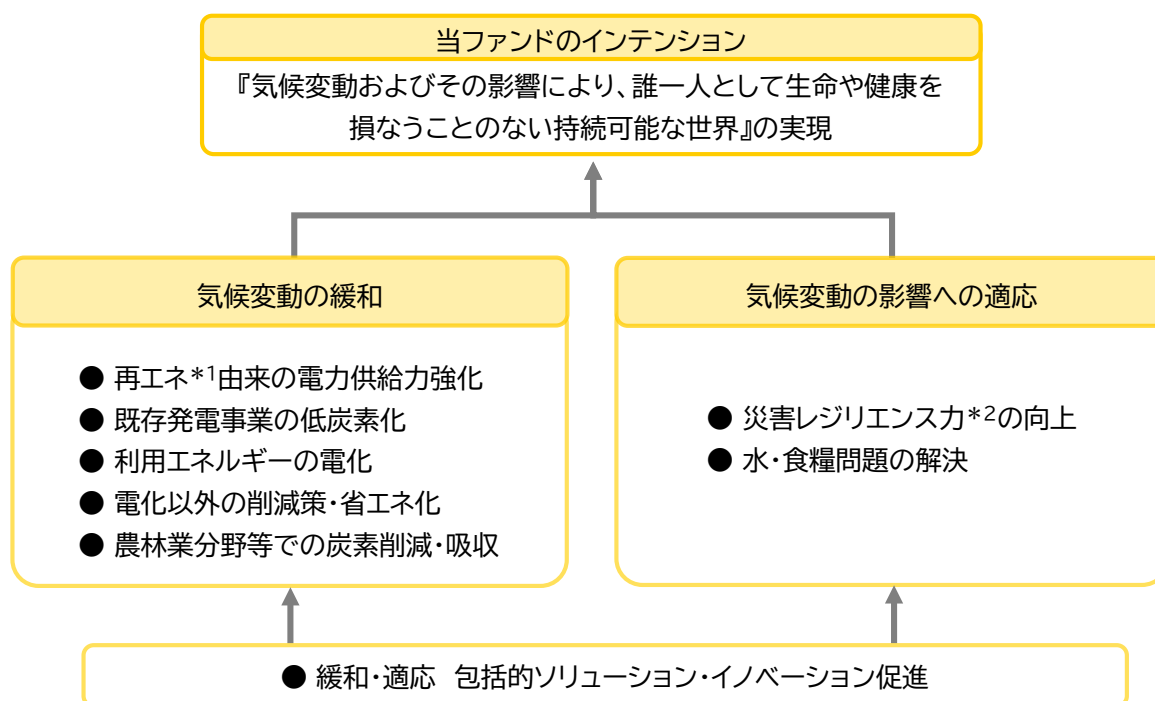 当ファンドのインテンション
『気候変動およびその影響により、誰一人として生命や健康を
損なうことのない持続可能な世界』の実現
気候変動の緩和
● 再エネ*1由来の電力供給力強化
● 既存発電事業の低炭素化
● 利用エネルギーの電化
● 電化以外の削減策・省エネ化
● 農林業分野等での炭素削減・吸収
気候変動の影響への適応
● 災害レジリエンス力*2の向上
● 水・食糧問題の解決
● 緩和・適応 包括的ソリューション・イノベーション促進